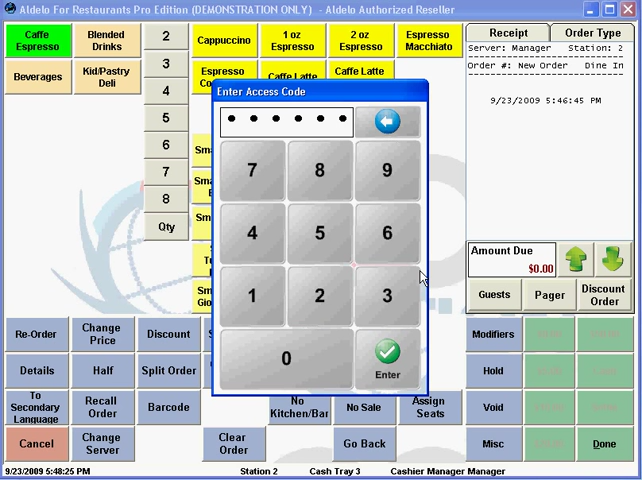 Aldelo For Restaurants Pro Edition (DEMONSTRATION ONLY) - Aldelo Authorized Reseller
Caffe
Espresso
Blended
Drinks
Beverages
Kid/Pastry
Deli
2
3
4
5
6
7
8
Qty
Cappuccino
1 oz
Espresso
2 oz
Espresso
Espresso
Macchiato
Espresso
Caffe Latte
Caffe Latte
Enter Access Code
7
8
9
4
5
6
1
2
3
0
Enter
Receipt
Order Type
Server: Manager Station: 2
Order #: New Order Dine In
9/23/2009 5:46:45 PM
Amount Due
$0.00
Guests
Pager
Discount
Order
Re-Order
Change
Price
Discount
Modifiers
Details
Half
Split Order
Hold
To
Secondary
Language
Recall
Order
Barcode
No
Kitchen/Bar
No Sale
Assign
Seats
Void
Cancel
Change
Server
Clear
Order
Go Back
Misc
Done
9/23/2009 5:48:25 PM
Station 2
Cash Tray 3
Cashier Manager Manager